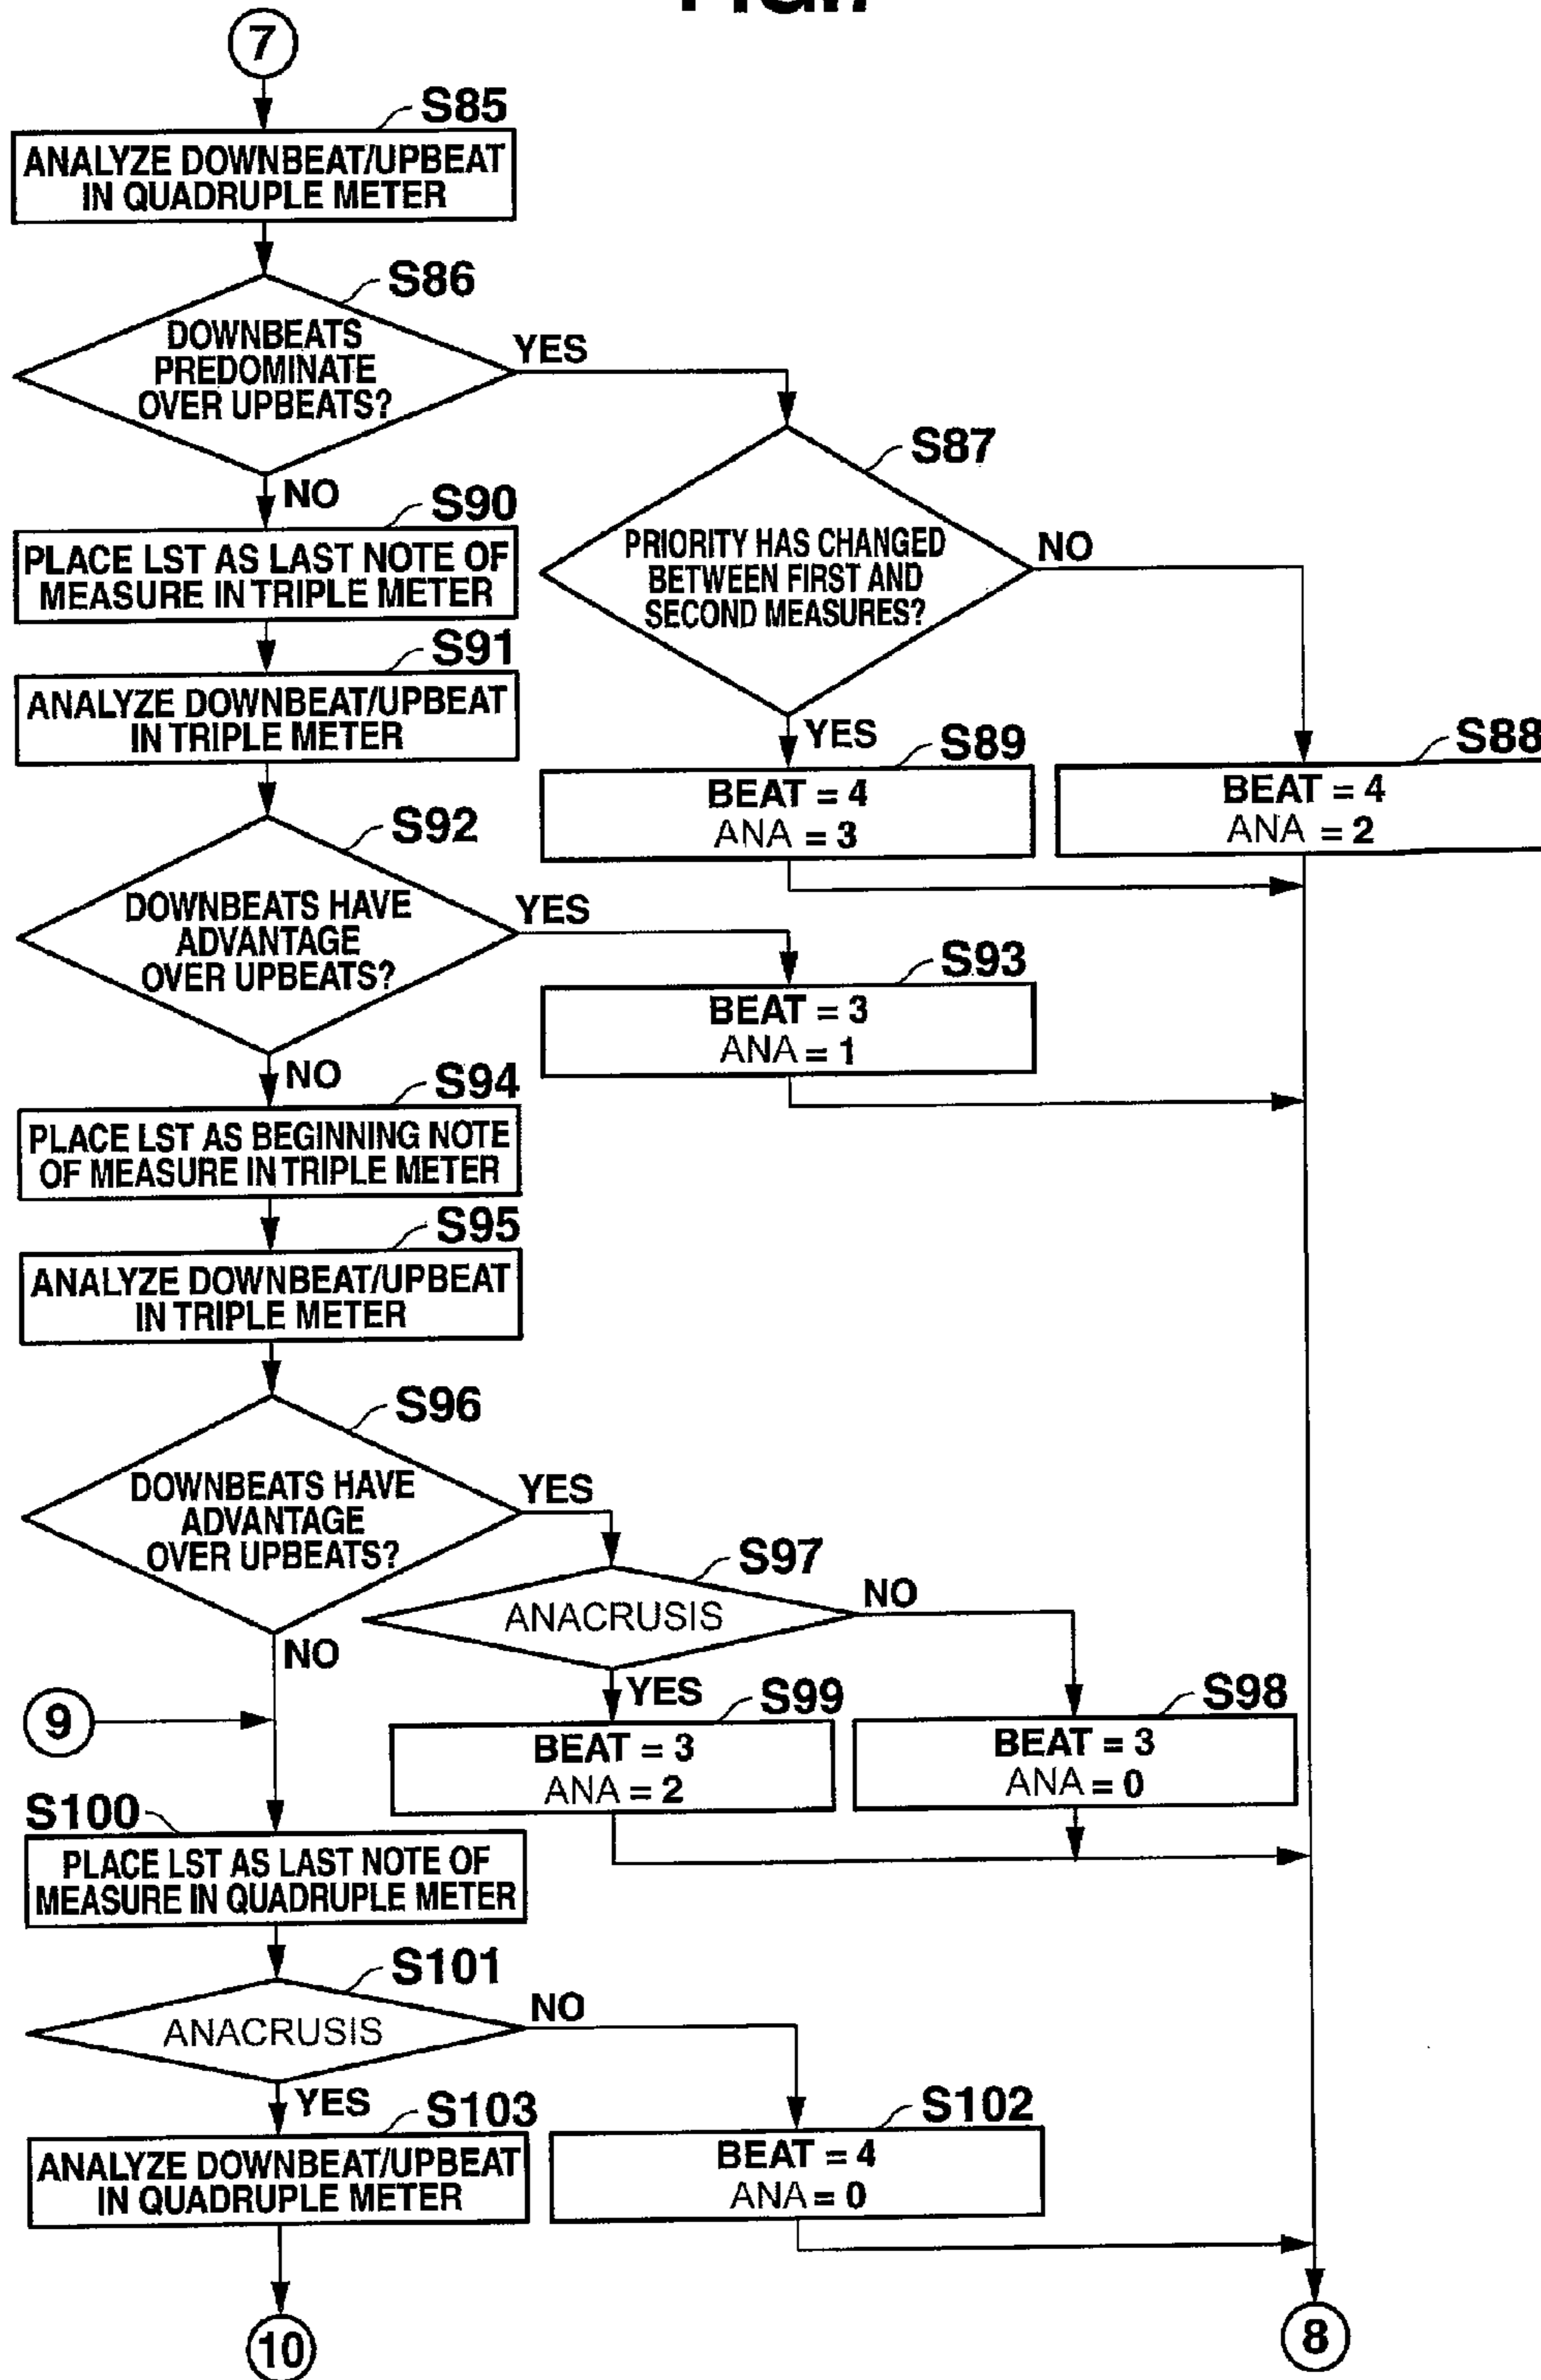 7
S85
ANALYZE DOWNBEAT/UPBEAT
IN QUADRUPLE METER
S86
DOWNBEATS
PREDOMINATE
OVER UPBEATS?
YES
NO
S87
PRIORITY HAS CHANGED
BETWEEN FIRST AND
SECOND MEASURES?
NO
YES
S90
PLACE LST AS LAST NOTE OF
MEASURE IN TRIPLE METER
S91
ANALYZE DOWNBEAT/UPBEAT
IN TRIPLE METER
S89
BEAT = 4
ANA = 3
S88
BEAT = 4
ANA = 2
S92
DOWNBEATS HAVE
ADVANTAGE
OVER UPBEATS?
YES
NO
S93
BEAT = 3
ANA = 1
S94
PLACE LST AS BEGINNING NOTE
OF MEASURE IN TRIPLE METER
S95
ANALYZE DOWNBEAT/UPBEAT
IN TRIPLE METER
S96
DOWNBEATS HAVE
ADVANTAGE
OVER UPBEATS?
YES
NO
S97
ANACRUSIS
NO
YES
S99
BEAT = 3
ANA = 2
S98
BEAT = 3
ANA = 0
9
S100
PLACE LST AS LAST NOTE OF
MEASURE IN QUADRUPLE METER
S101
ANACRUSIS
NO
YES
S103
ANALYZE DOWNBEAT/UPBEAT
IN QUADRUPLE METER
S102
BEAT = 4
ANA = 0
10
8